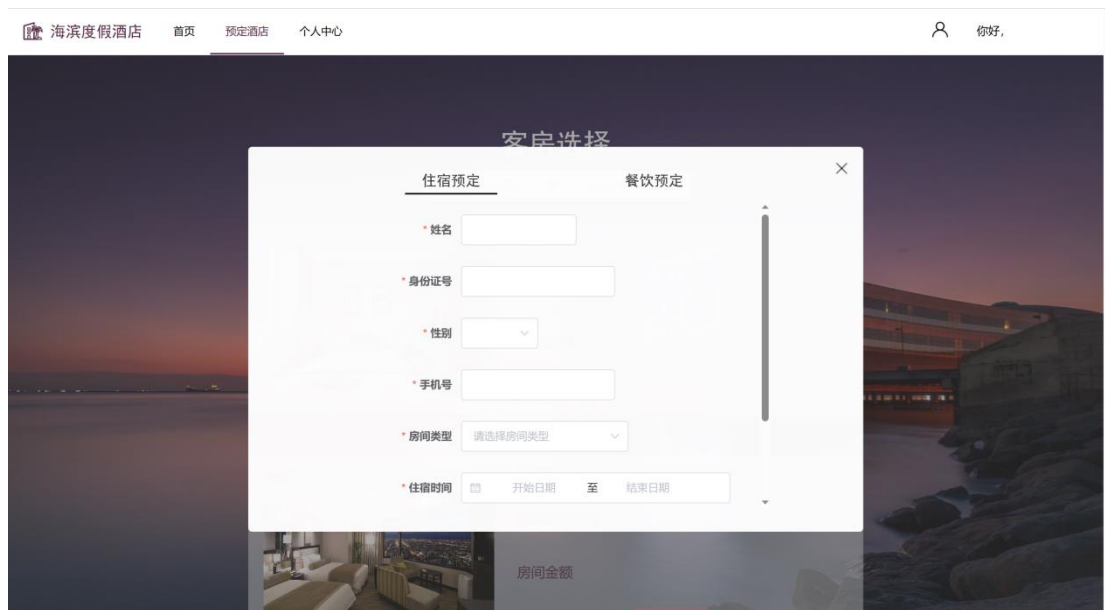 海滨度假酒店 首页 预定酒店 个人中心 你好,
客房选择
住宿预定 餐饮预定
* 姓名
* 身份证号
* 性别
* 手机号
* 房间类型 请选择房间类型
* 住宿时间 开始日期 至 结束日期
房间金额